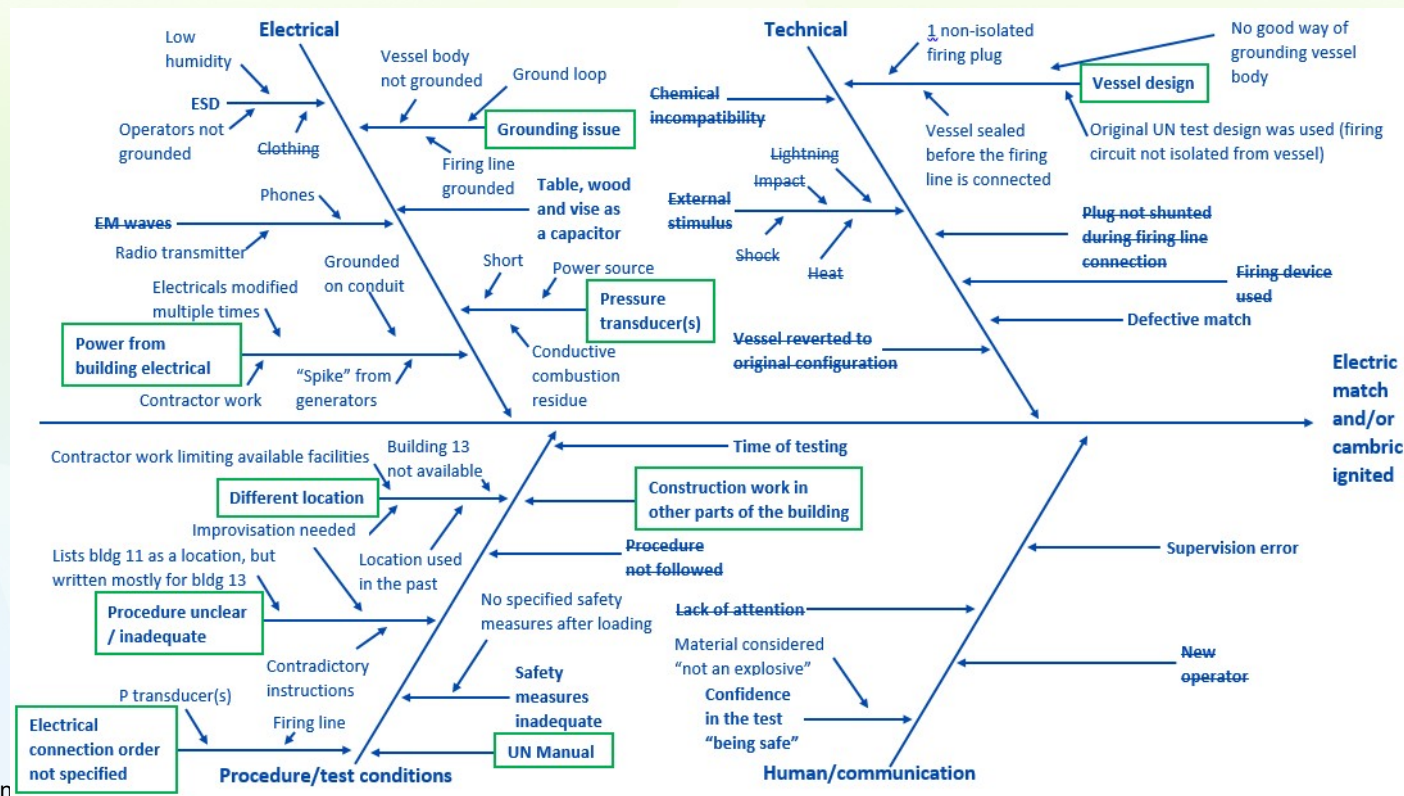 Electrical
Low
humidity
ESD
Operators not
grounded
Clothing
Vessel body
not grounded
Ground loop
Grounding issue
Firing line
grounded
Phones
EM waves
Radio transmitter
Table, wood
and vise as
a capacitor
Electricals modified
multiple times
Grounded
on conduit
Power from
building electrical
Contractor work
"Spike" from
generators
Short
Power source
Pressure
transducer(s)
Conductive
combustion
residue
Technical
1 non-isolated
firing plug
No good way of
grounding vessel
body
Vessel design
Chemical
incompatibility
Vessel sealed
before the firing
line is connected
Original UN test design was used (firing
circuit not isolated from vessel)
Lightning
Impact
External
stimulus
Shock
Heat
Plug not shunted
during firing line
connection
Firing device
used
Defective match
Vessel reverted to
original configuration
Electric
match
and/or
cambric
ignited
Contractor work limiting available facilities
Building 13
not available
Time of testing
Different location
Construction work in
other parts of the building
Improvisation needed
Location used
in the past
Procedure
not followed
Lists bldg 11 as a location, but
written mostly for bldg 13
Procedure unclear
/ inadequate
Contradictory
instructions
No specified safety
measures after loading
Safety
measures
inadequate
P transducer(s)
Firing line
Electrical
connection order
not specified
UN Manual
Procedure/test conditions
Supervision error
Lack of attention
Material considered
"not an explosive"
Confidence
in the test
"being safe"
New
operator
Human/communication